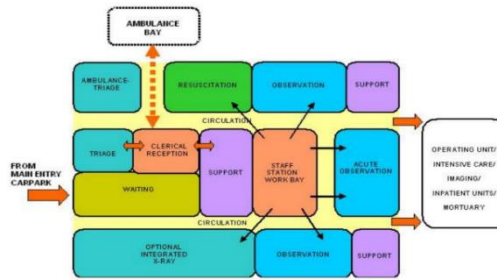 AMBULANCE
BAY
AMBULANCE-
TRIAGE
RESUSCITATION
OBSERVATION
SUPPORT
CIRCULATION
TRIAGE
CLERICAL
RECEPTION
SUPPORT
STAFF
STATION
WORK BAY
ACUTE
OBSERVATION
OPERATING UNIT/
INTENSIVE CARE/
IMAGING/
INPATIENT UNITS/
MORTUARY
FROM
MAIN ENTRY
CARPARK
WAITING
CIRCULATION
OPTIONAL
INTEGRATED
X-RAY
OBSERVATION
SUPPORT